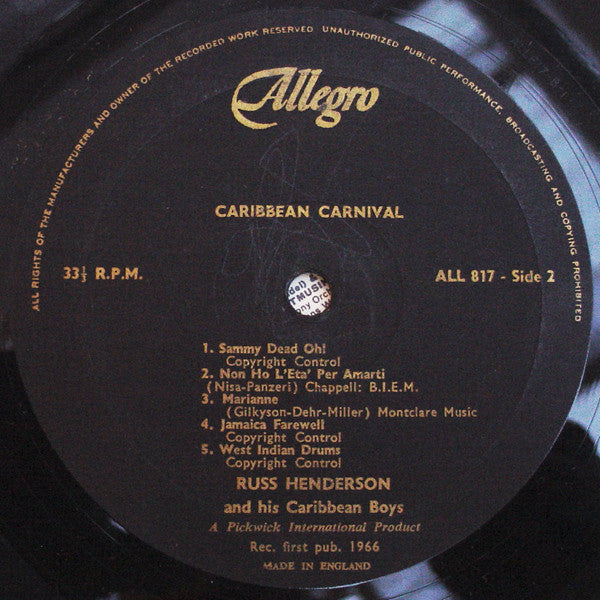 ALL RIGHTS OF THE MANUFACTURERS AND OWNER OF THE RECORDED WORK RESERVED UNAUTHORIZED PUBLIC PERFORMANCE, BROADCASTING AND COPYING PROHIBITED
Allegro
CARIBBEAN CARNIVAL
33⅓ R.P.M.
ALL 817 - Side 2
1. Sammy Dead Oh!
Copyright Control
2. Non Ho L'Eta' Per Amarti
(Nisa-Panzeri) Chappell: B.I.E.M.
3. Marianne
(Gilkyson-Dehr-Miller) Montclare Music
4. Jamaica Farewell
Copyright Control
5. West Indian Drums
Copyright Control
RUSS HENDERSON
and his Caribbean Boys
A Pickwick International Product
Rec. first pub. 1966
MADE IN ENGLAND